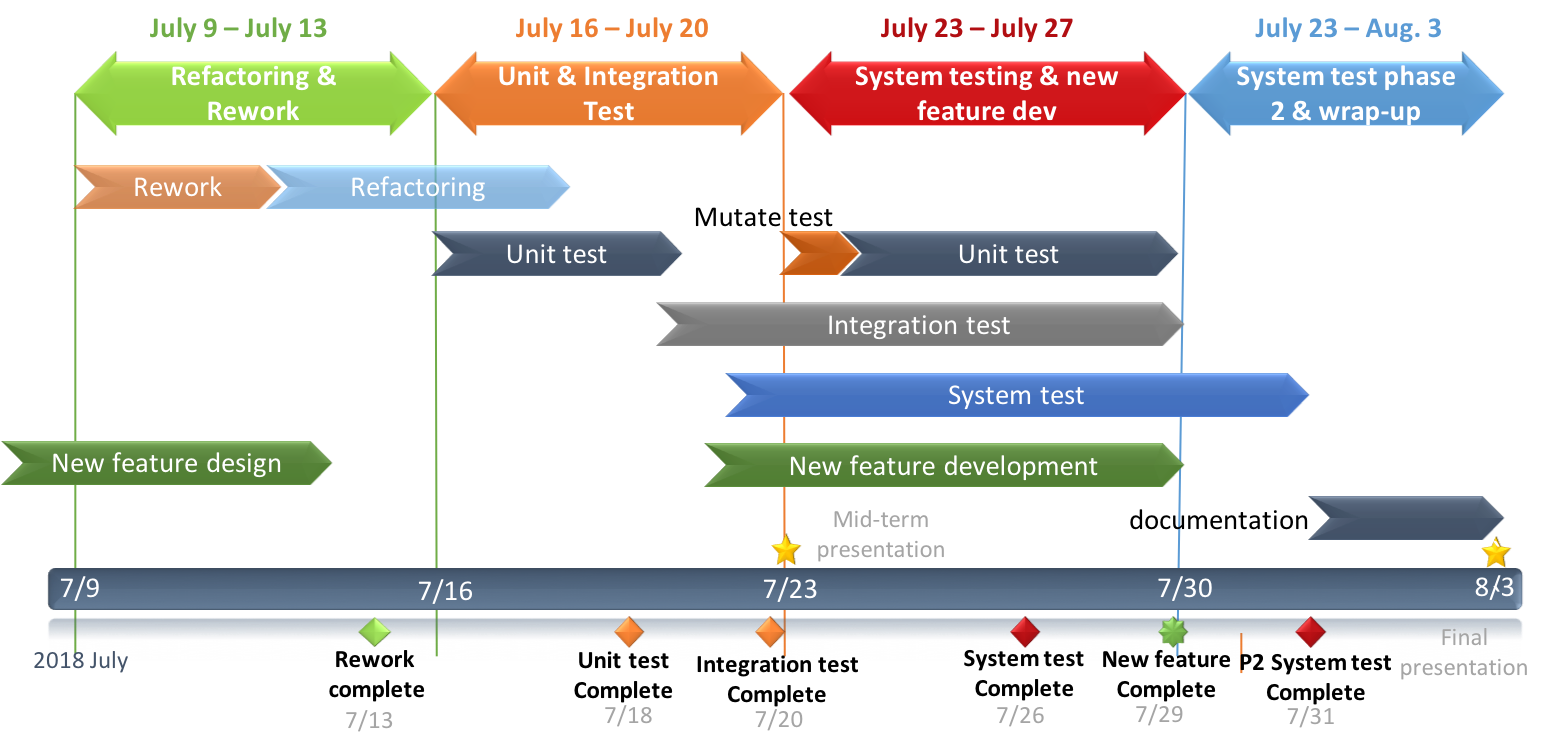 July 9 – July 13
July 16 – July 20
July 23 – July 27
July 23 – Aug. 3
Refactoring &
Rework
Unit & Integration
Test
System testing & new
feature dev
System test phase
2 & wrap-up
Rework
Refactoring
Mutate test
Unit test
Unit test
Integration test
System test
New feature design
New feature development
documentation
Mid-term
presentation
7/9
7/16
7/23
7/30
8/3
2018 July
Rework
complete
7/13
Unit test
Complete
7/18
Integration test
Complete
7/20
System test
Complete
7/26
New feature
Complete
7/29
P2 System test
Complete
7/31
Final
presentation